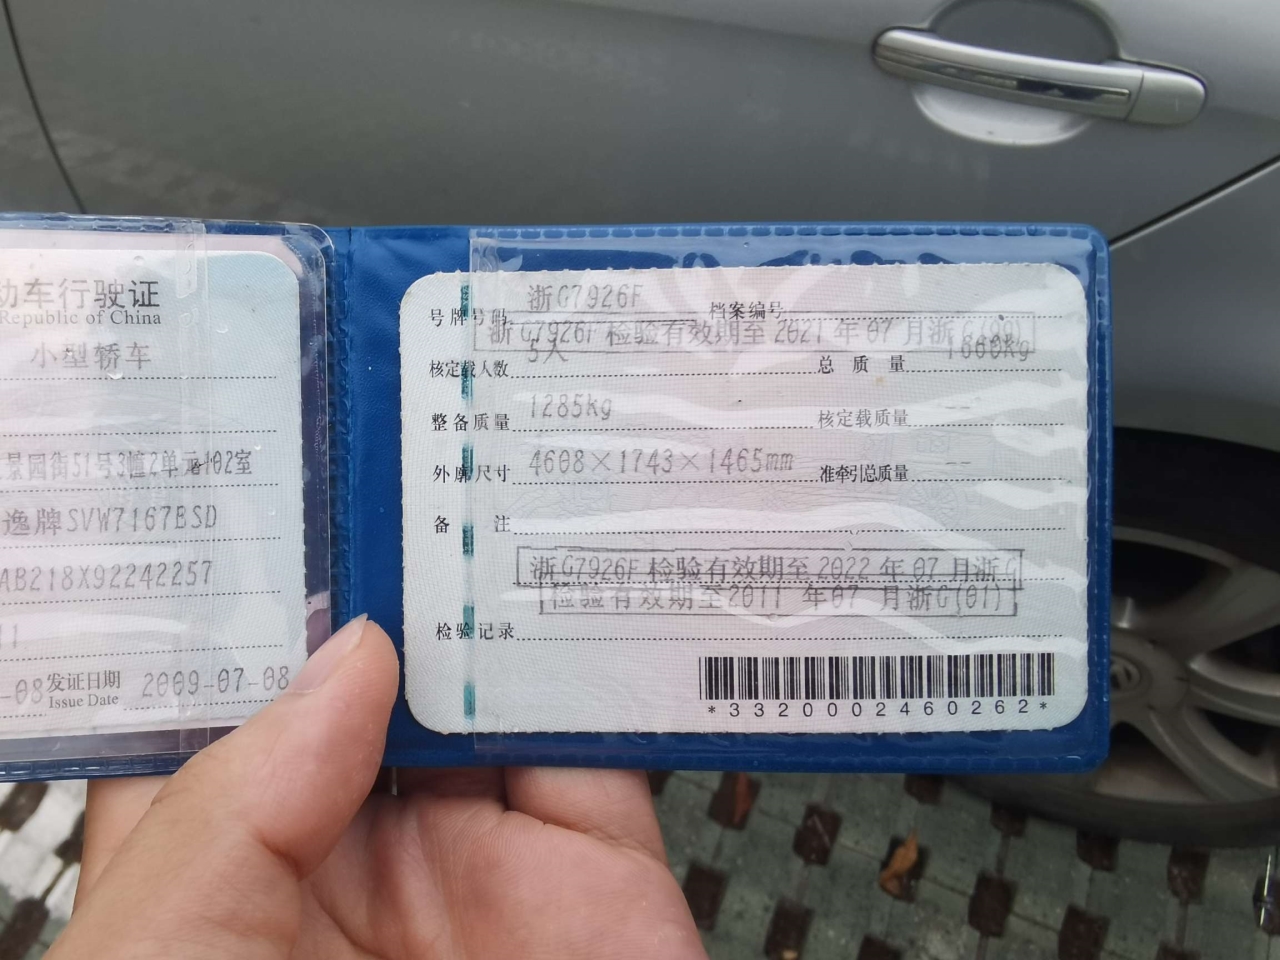 动车行驶证
Republic of China
小型轿车
景园街51号3幢2单元402室
逸牌SVW7167BSD
AB218X92242257
11
-08 发证日期 2009-07-08
Issue Date
号牌号码 浙G7926F 档案编号
浙G7926F 检验有效期至 2021 年 07 月浙G(99)
核定载人数 5人 总质量 1660kg
整备质量 1285kg 核定载质量 --
外廓尺寸 4608×1743×1465mm 准牵引总质量 --
备注
浙G7926F 检验有效期至 2022 年 07 月浙G
检验有效期至2011 年07 月浙G(01)
检验记录
*3320002460262*